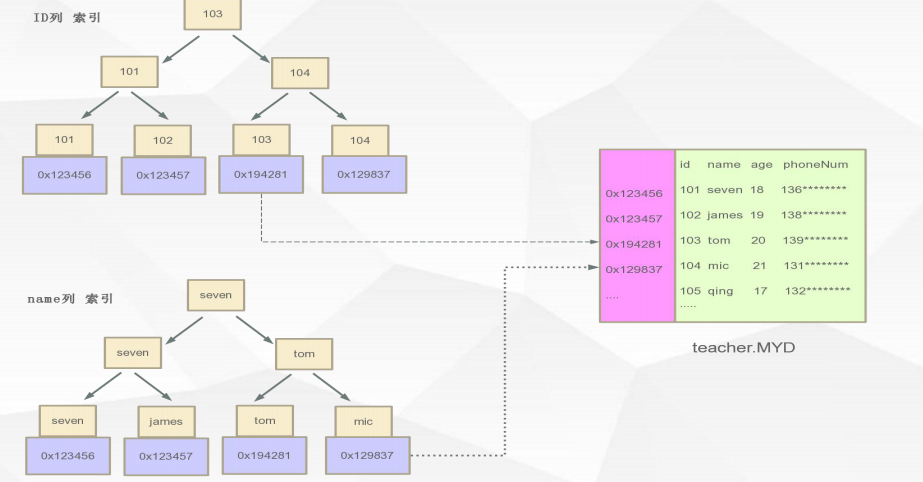 ID列 索引
103
101
104
101
102
103
104
0x123456
0x123457
0x194281
0x129837
id name age phoneNum
0x123456 101 seven 18 136********
0x123457 102 james 19 138********
0x194281 103 tom 20 139********
0x129837 104 mic 21 131********
.... 105 qing 17 132********
.....
teacher.MYD
name列 索引
seven
seven
tom
seven
james
tom
mic
0x123456
0x123457
0x194281
0x129837